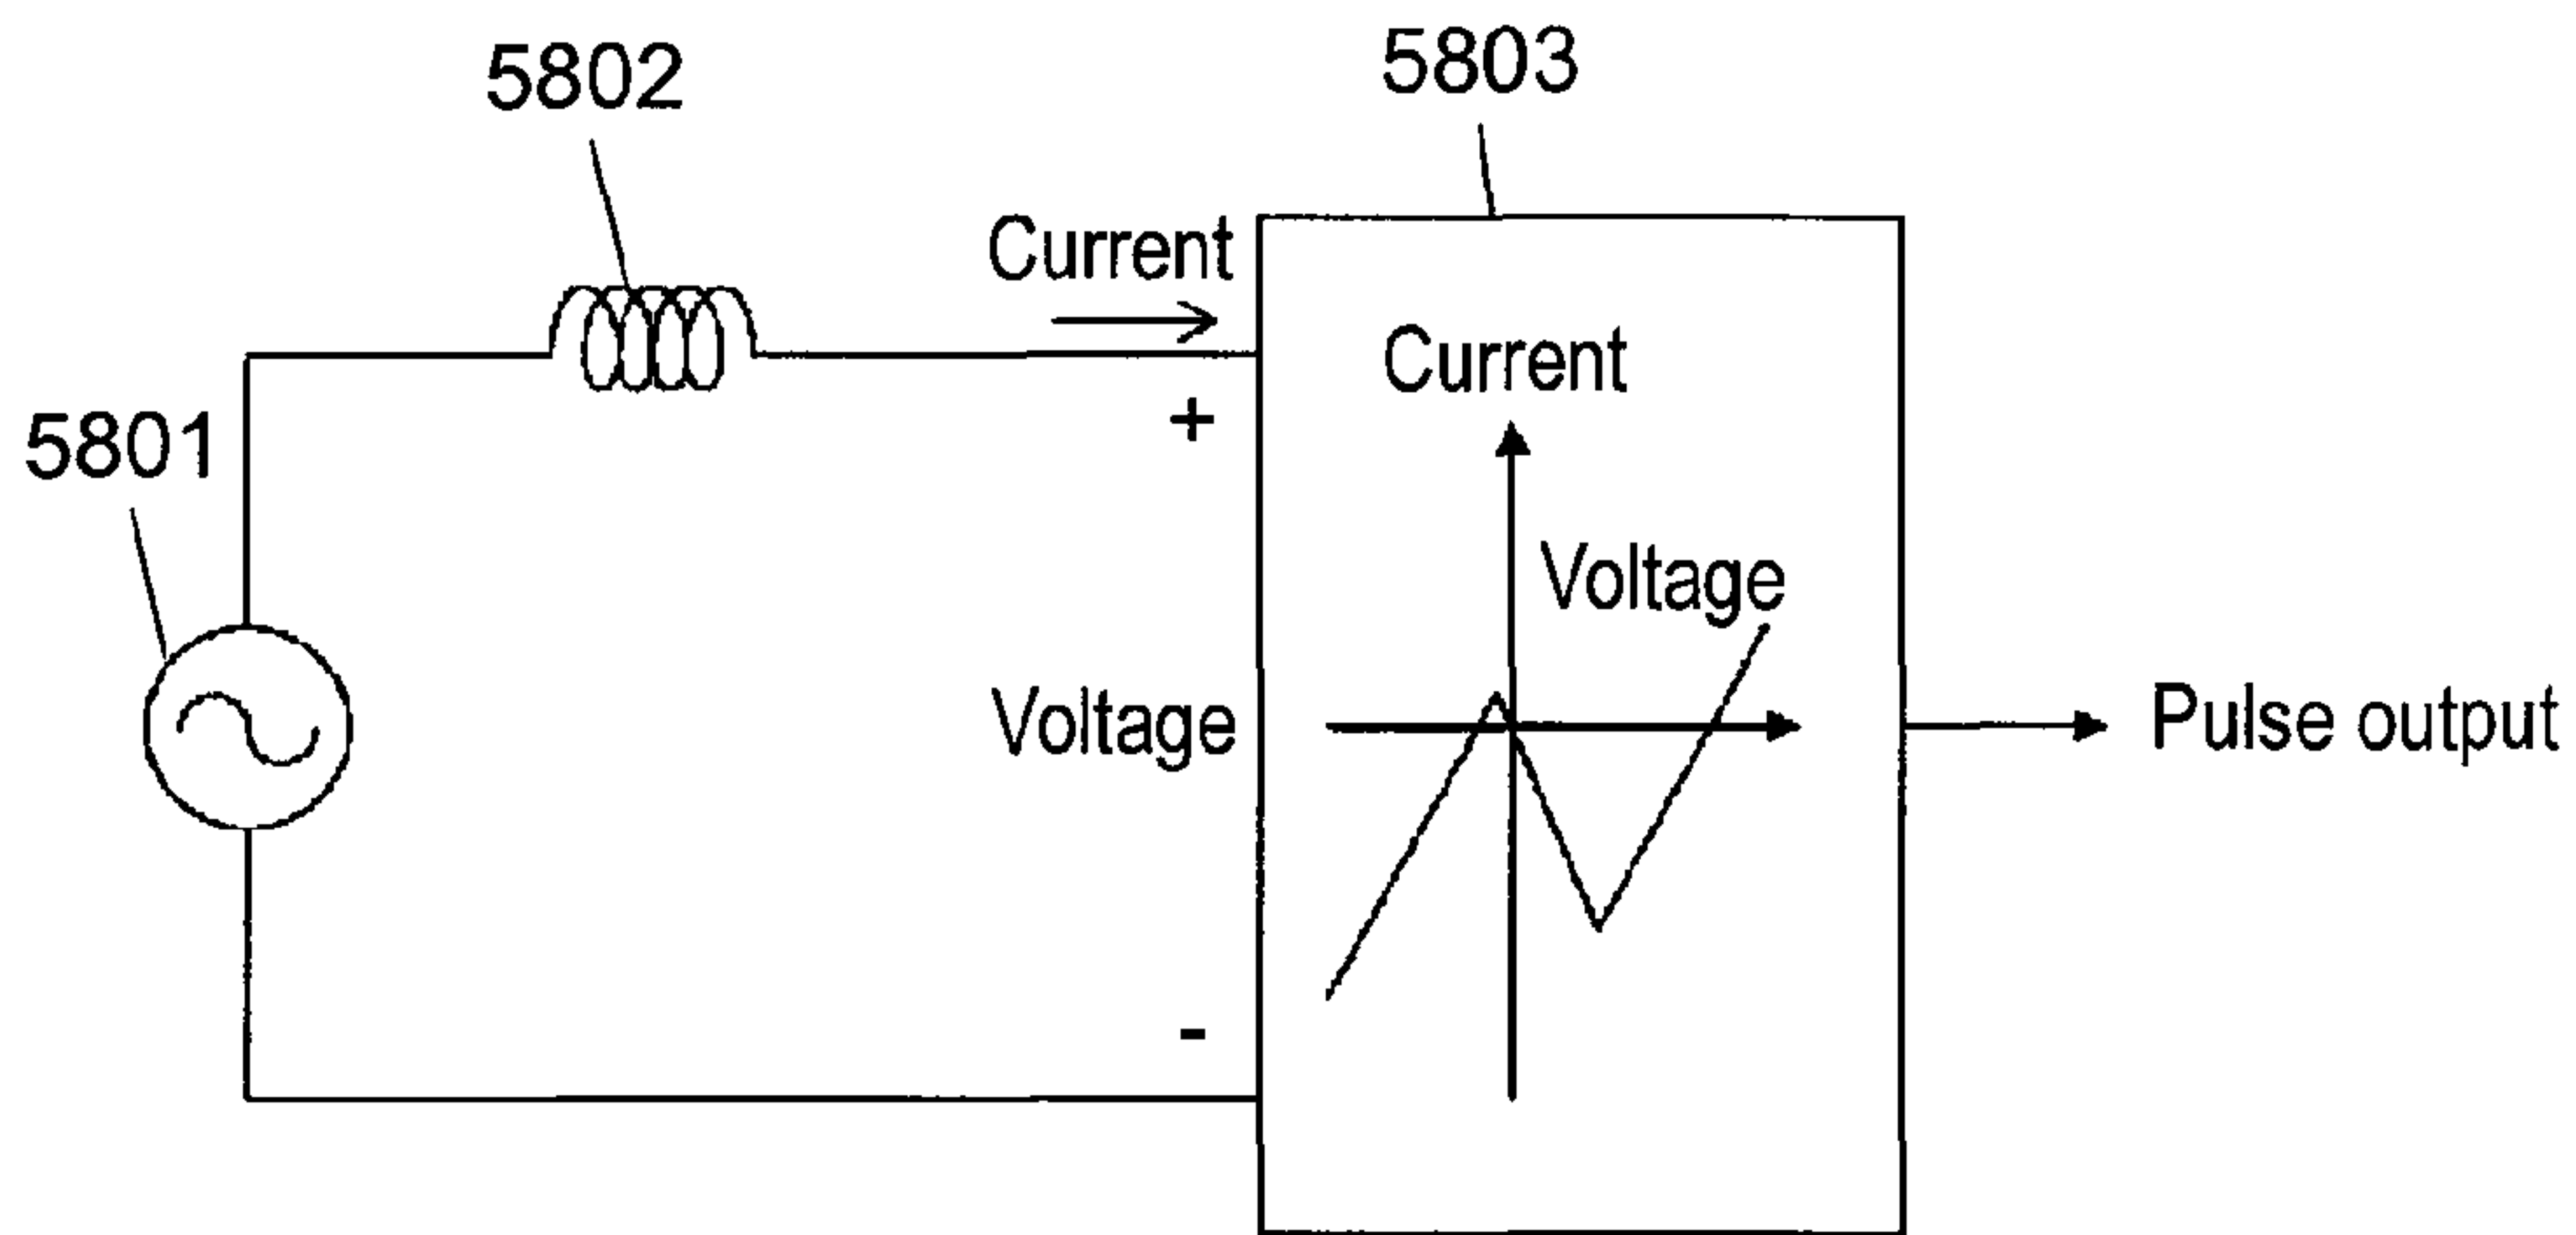 5802
5803
Current
Current
5801
+
Voltage
Voltage
Pulse output
-